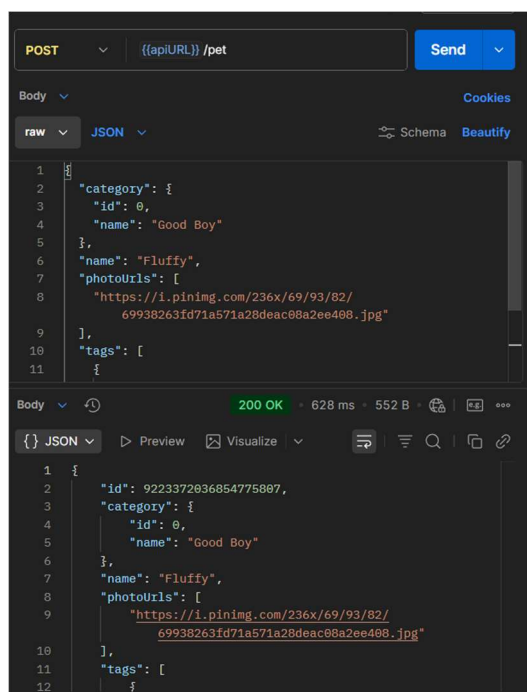 POST {{apiURL}} /pet Send
Body Cookies
raw JSON Schema Beautify
1 {
2 "category": {
3 "id": 0,
4 "name": "Good Boy"
5 },
6 "name": "Fluffy",
7 "photoUrls": [
8 "https://i.pinimg.com/236x/69/93/82/
69938263fd71a571a28deac08a2ee408.jpg"
9 ],
10 "tags": [
11 {
Body 200 OK • 628 ms • 552 B e.g.
{} JSON Preview Visualize
1 {
2 "id": 9223372036854775807,
3 "category": {
4 "id": 0,
5 "name": "Good Boy"
6 },
7 "name": "Fluffy",
8 "photoUrls": [
9 "https://i.pinimg.com/236x/69/93/82/
69938263fd71a571a28deac08a2ee408.jpg"
10 ],
11 "tags": [
12 {